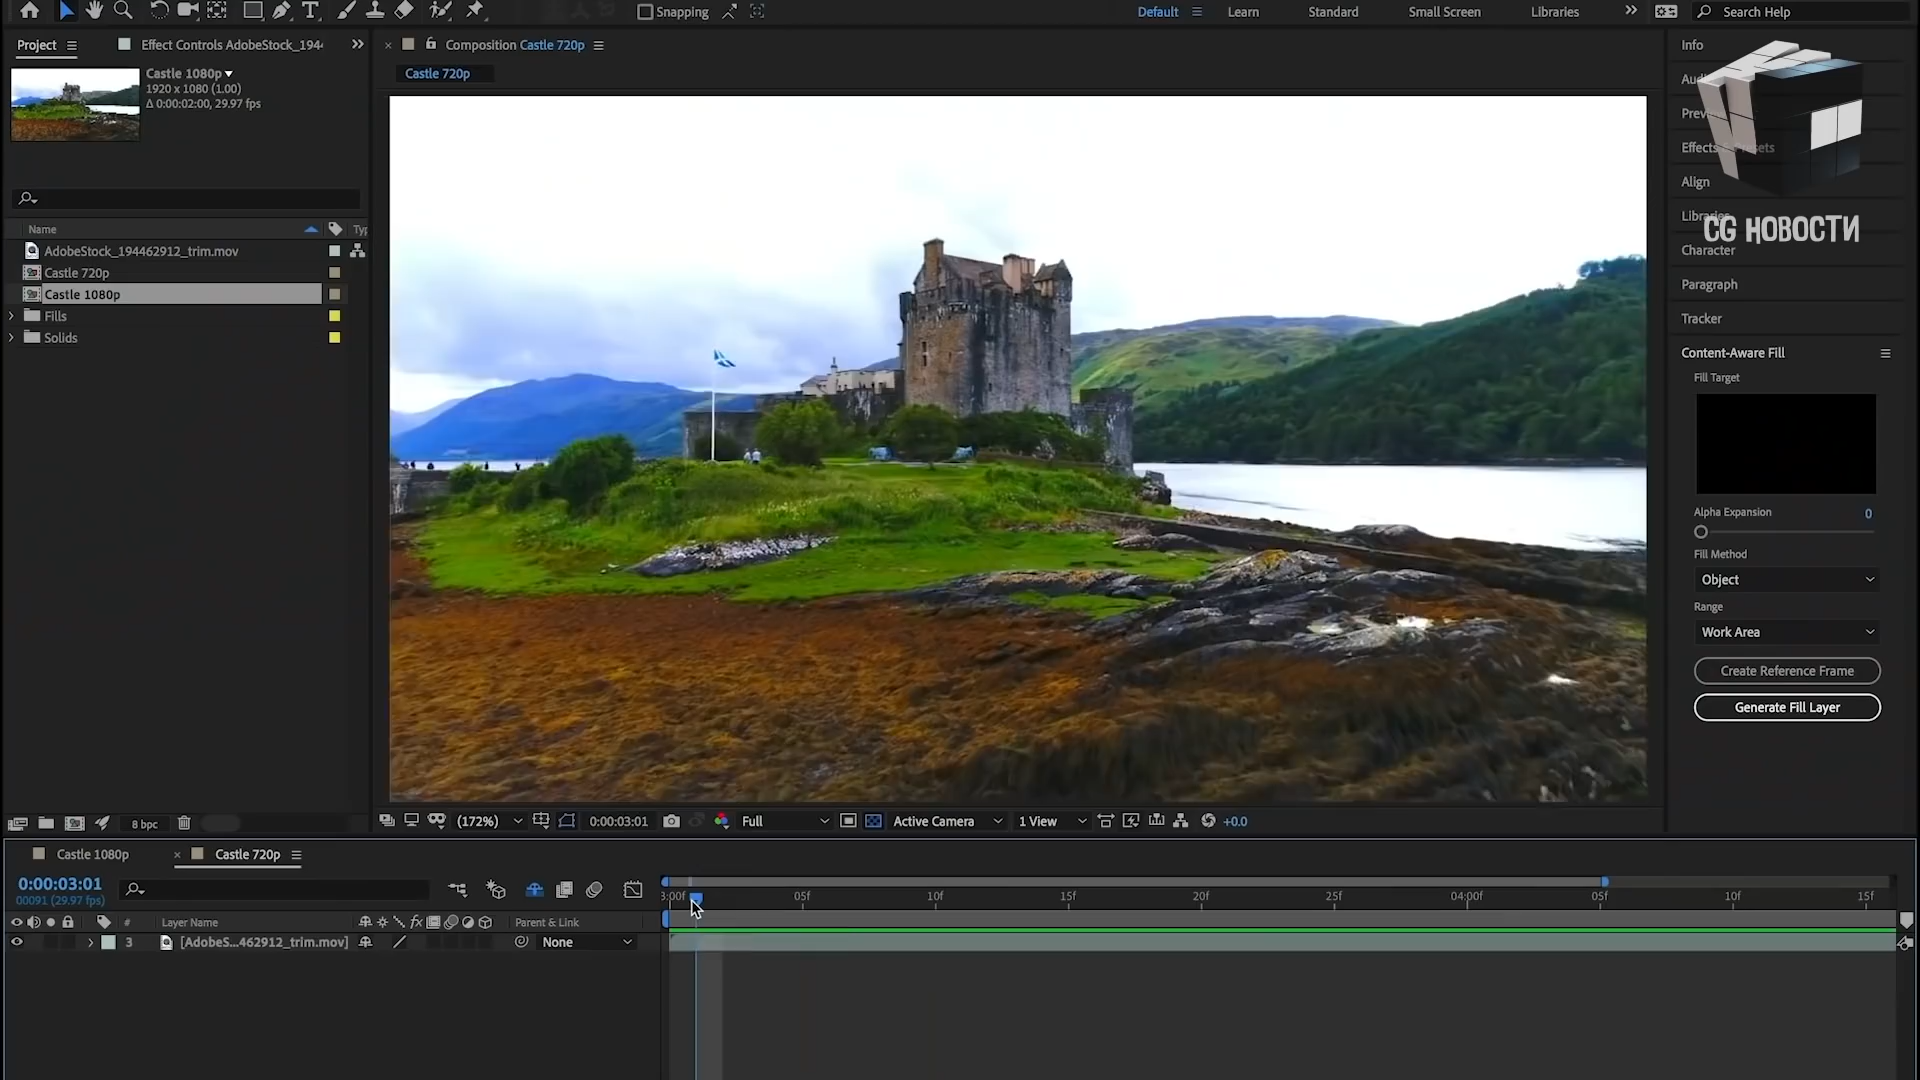 Snapping
Default
Learn
Standard
Small Screen
Libraries
Search Help
Project
Effect Controls AdobeStock_194
Composition Castle 720p
Castle 720p
Castle 1080p
1920 x 1080 (1.00)
Δ 0:00:02:00, 29.97 fps
Name
Typ
AdobeStock_194462912_trim.mov
Castle 720p
Castle 1080p
Fills
Solids
8 bpc
(172%)
0:00:03:01
Full
Active Camera
1 View
+0.0
Info
Align
CG НОВОСТИ
Character
Paragraph
Tracker
Content-Aware Fill
Fill Target
Alpha Expansion
0
Fill Method
Object
Range
Work Area
Create Reference Frame
Generate Fill Layer
Castle 1080p
Castle 720p
0:00:03:01
00091 (29.97 fps)
3:00f
05f
10f
15f
20f
25f
04:00f
05f
10f
15f
#
Layer Name
fx
Parent & Link
3
[AdobeS...462912_trim.mov]
None